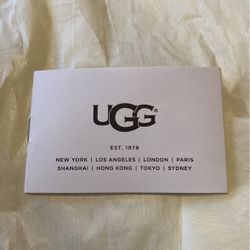 UGG®
EST. 1978
NEW YORK | LOS ANGELES | LONDON | PARIS
SHANGHAI | HONG KONG | TOKYO | SYDNEY